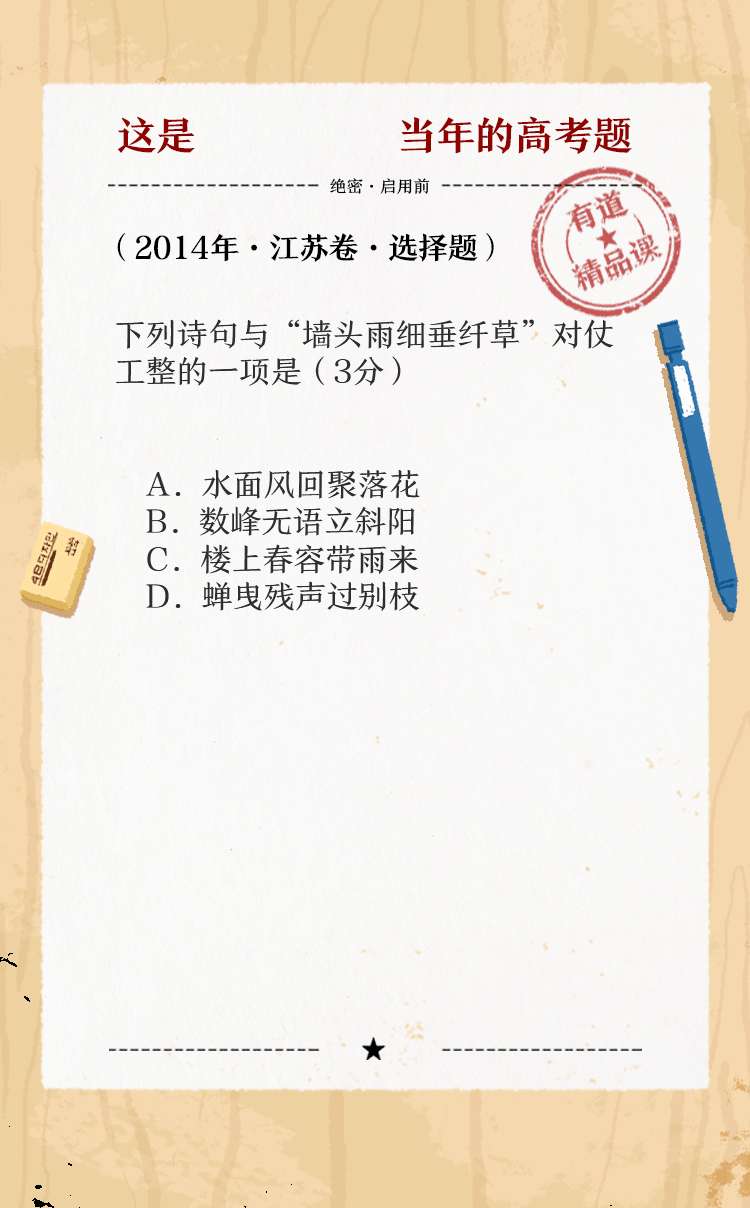 这是 当年的高考题
绝密·启用前
有道
精品课
（2014年·江苏卷·选择题）
下列诗句与“墙头雨细垂纤草”对仗
工整的一项是（3分）
A．水面风回聚落花
B．数峰无语立斜阳
C．楼上春容带雨来
D．蝉曳残声过别枝